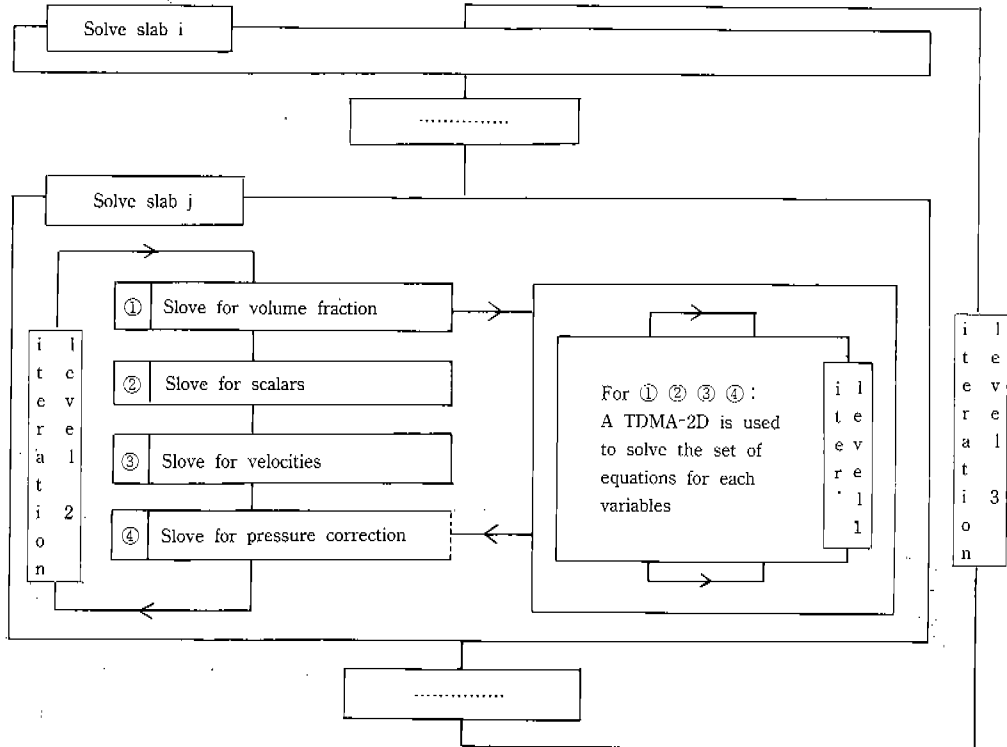 Solve slab i
..............
Solve slab j
① Slove for volume fraction
② Slove for scalars
③ Slove for velocities
④ Slove for pressure correction
iteration
level 2
For ① ② ③ ④ :
A TDMA-2D is used
to solve the set of
equations for each
variables
iter.
level 1
iteration
level 3
...............